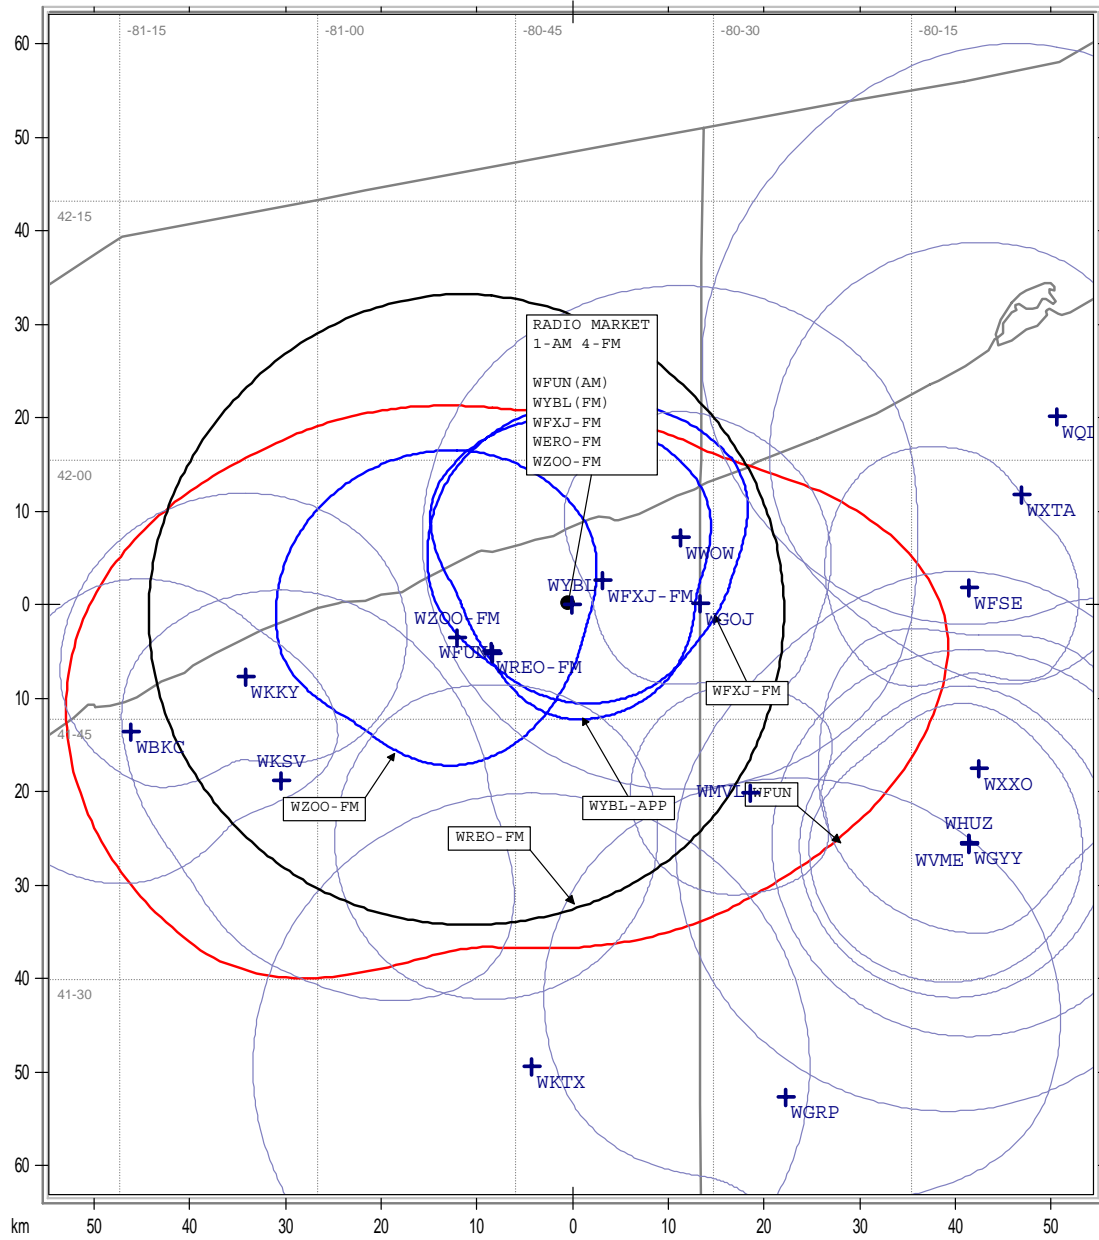 60
-81-15
-81-00
-80-45
-80-30
-80-15
50
42-15
40
30
RADIO MARKET
1-AM 4-FM
WFUN(AM)
WYBL(FM)
WFXJ-FM
WERO-FM
WZOO-FM
20
42-00
10
WXTA
WWOW
WYBL
WFXJ-FM
WFSE
0
WZOO-FM
WGOJ
WFUN
WREO-FM
WKKY
WFXJ-FM
10
41-45
WBKC
WKSV
WXXO
20
WMVL
WFUN
WZOO-FM
WYBL-APP
WHUZ
WREO-FM
WVME
WGYY
30
40
41-30
50
WKTX
WGRP
60
km
50
40
30
20
10
0
10
20
30
40
50